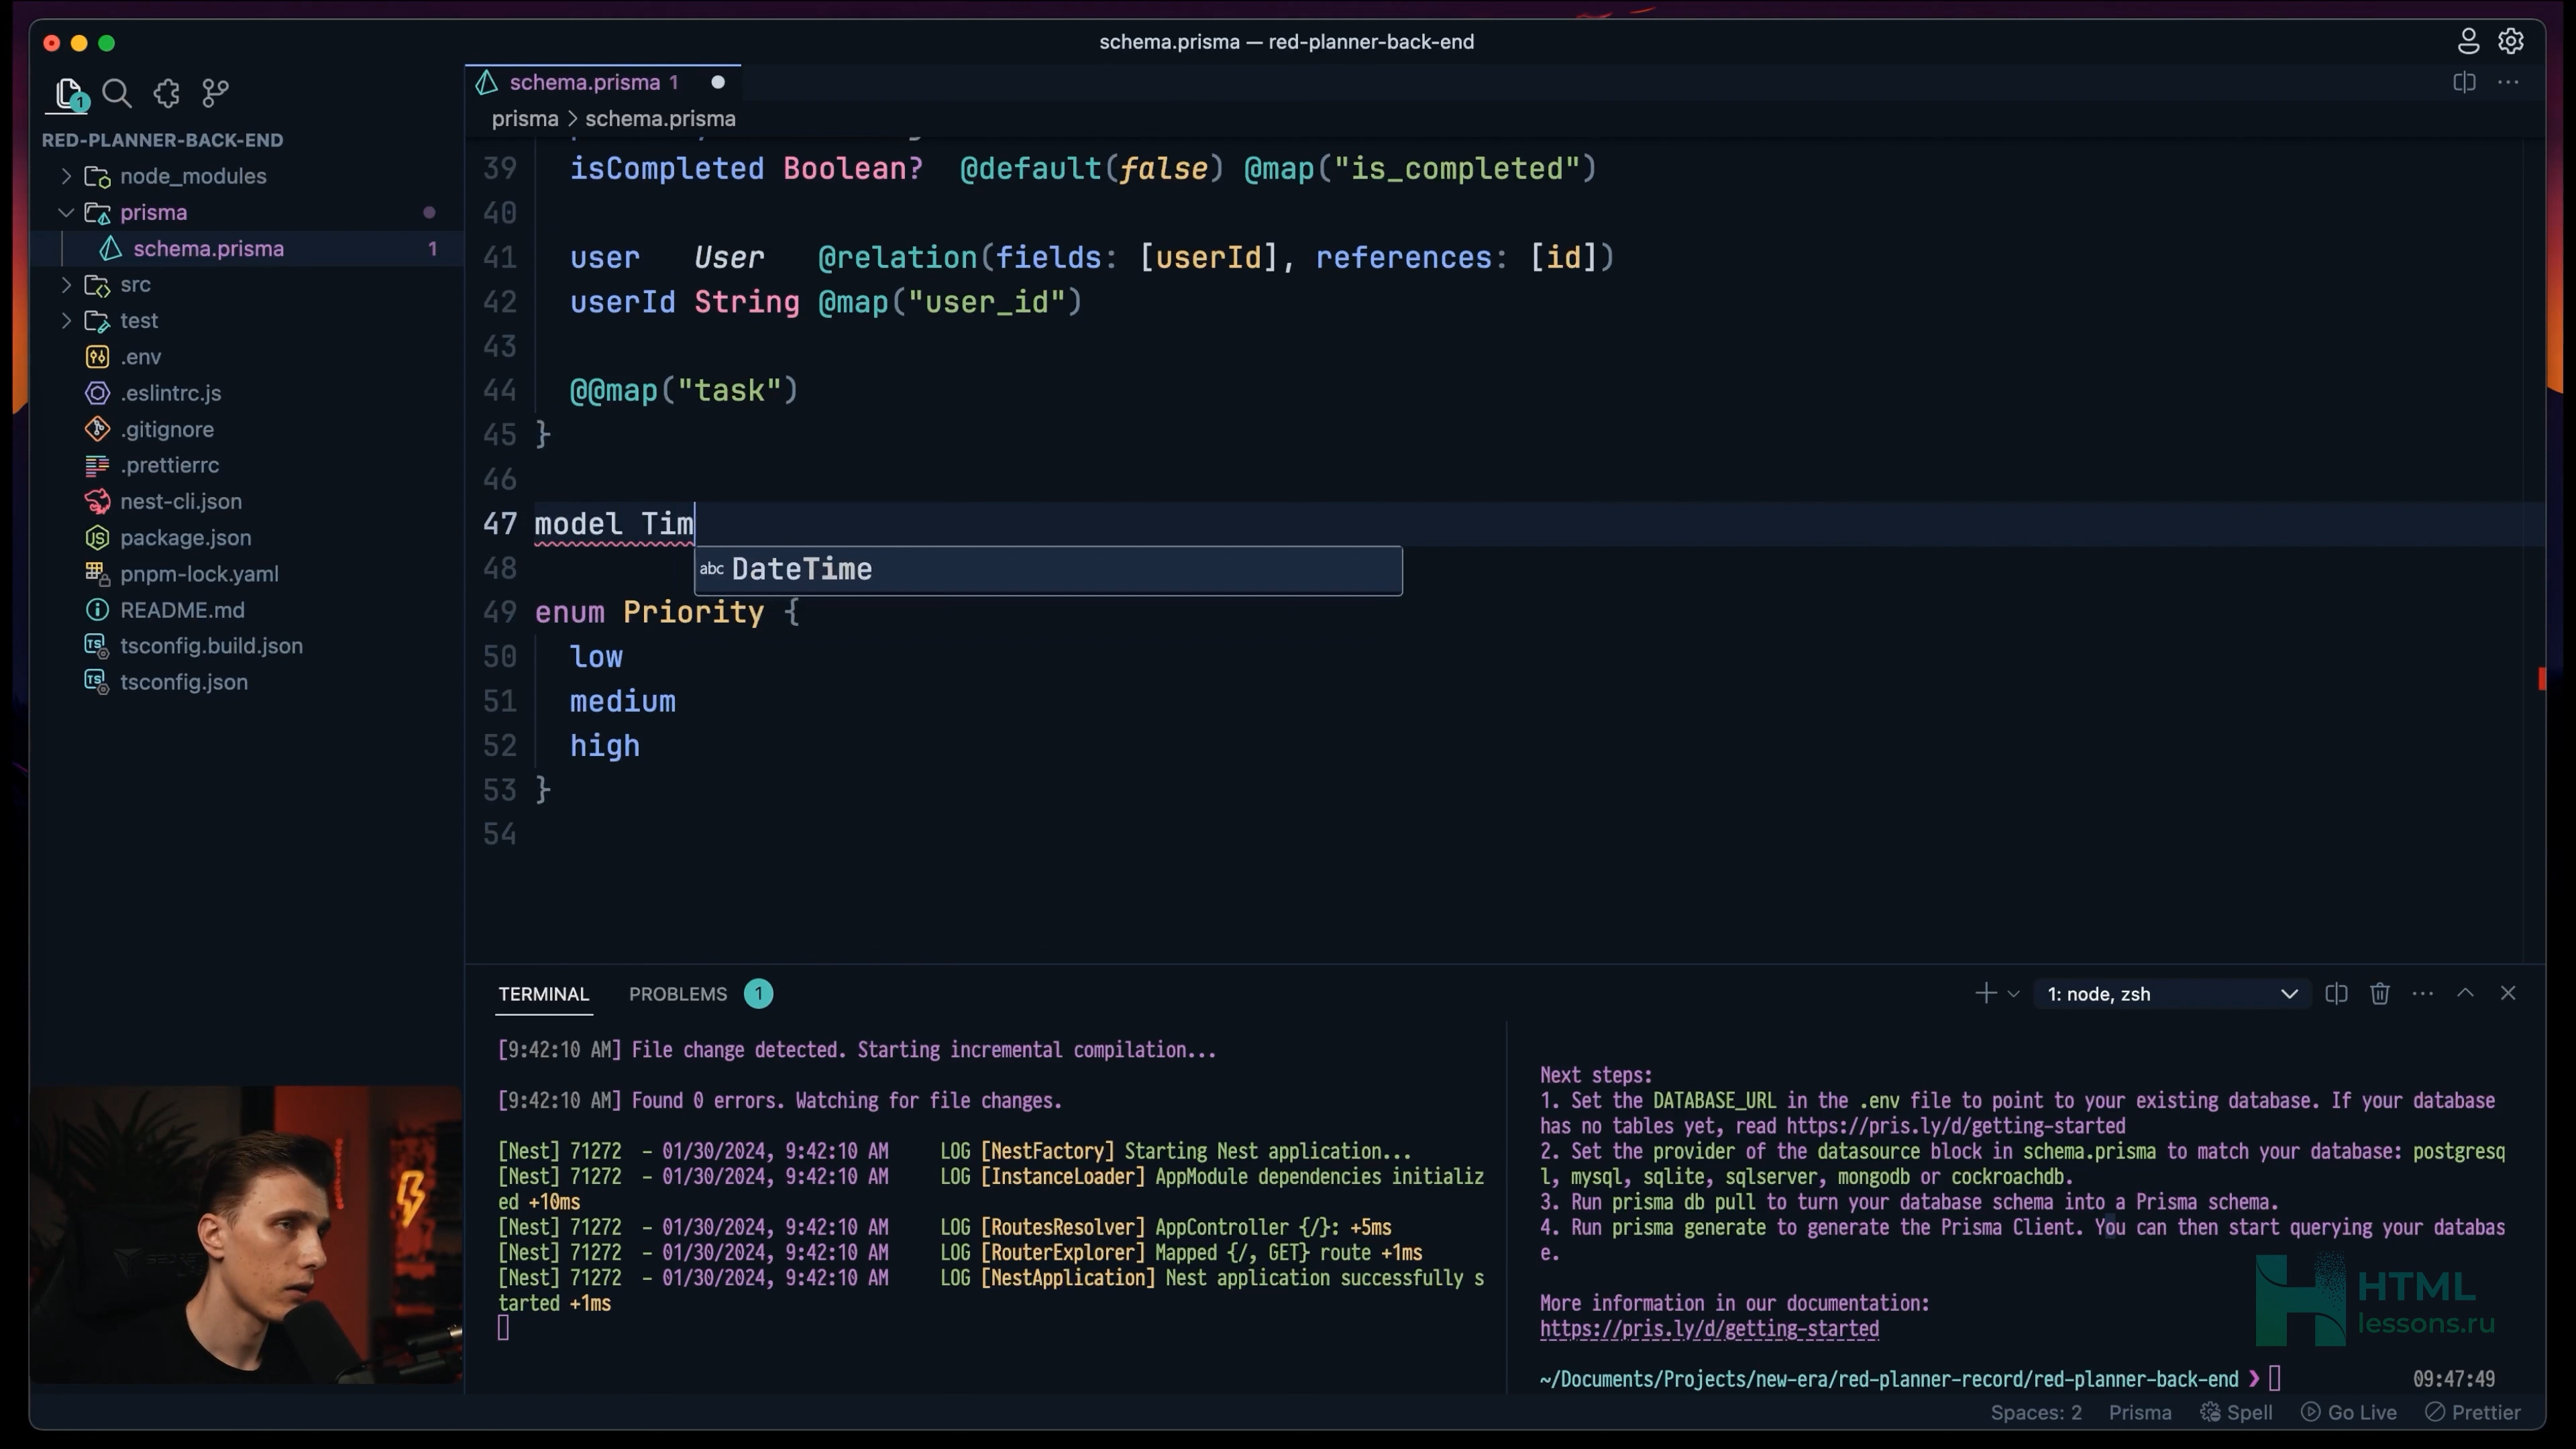 schema.prisma — red-planner-back-end
1
RED-PLANNER-BACK-END
node_modules
prisma
schema.prisma 1
src
test
.env
.eslintrc.js
.gitignore
.prettierrc
nest-cli.json
package.json
pnpm-lock.yaml
README.md
tsconfig.build.json
tsconfig.json
schema.prisma 1
prisma > schema.prisma
39 isCompleted Boolean? @default(false) @map("is_completed")
40
41 user User @relation(fields: [userId], references: [id])
42 userId String @map("user_id")
43
44 @@map("task")
45 }
46
47 model Tim
abc DateTime
48
49 enum Priority {
50 low
51 medium
52 high
53 }
54
TERMINAL PROBLEMS 1
1: node, zsh
[9:42:10 AM] File change detected. Starting incremental compilation...
[9:42:10 AM] Found 0 errors. Watching for file changes.
[Nest] 71272 - 01/30/2024, 9:42:10 AM LOG [NestFactory] Starting Nest application...
[Nest] 71272 - 01/30/2024, 9:42:10 AM LOG [InstanceLoader] AppModule dependencies initializ
ed +10ms
[Nest] 71272 - 01/30/2024, 9:42:10 AM LOG [RoutesResolver] AppController {/}: +5ms
[Nest] 71272 - 01/30/2024, 9:42:10 AM LOG [RouterExplorer] Mapped {/, GET} route +1ms
[Nest] 71272 - 01/30/2024, 9:42:10 AM LOG [NestApplication] Nest application successfully s
tarted +1ms
Next steps:
1. Set the DATABASE_URL in the .env file to point to your existing database. If your database
has no tables yet, read https://pris.ly/d/getting-started
2. Set the provider of the datasource block in schema.prisma to match your database: postgresq
l, mysql, sqlite, sqlserver, mongodb or cockroachdb.
3. Run prisma db pull to turn your database schema into a Prisma schema.
4. Run prisma generate to generate the Prisma Client. You can then start querying your databas
e.
More information in our documentation:
https://pris.ly/d/getting-started
~/Documents/Projects/new-era/red-planner-record/red-planner-back-end ❯ 09:47:49
HTML
lessons.ru
Spaces: 2 Prisma Spell Go Live Prettier